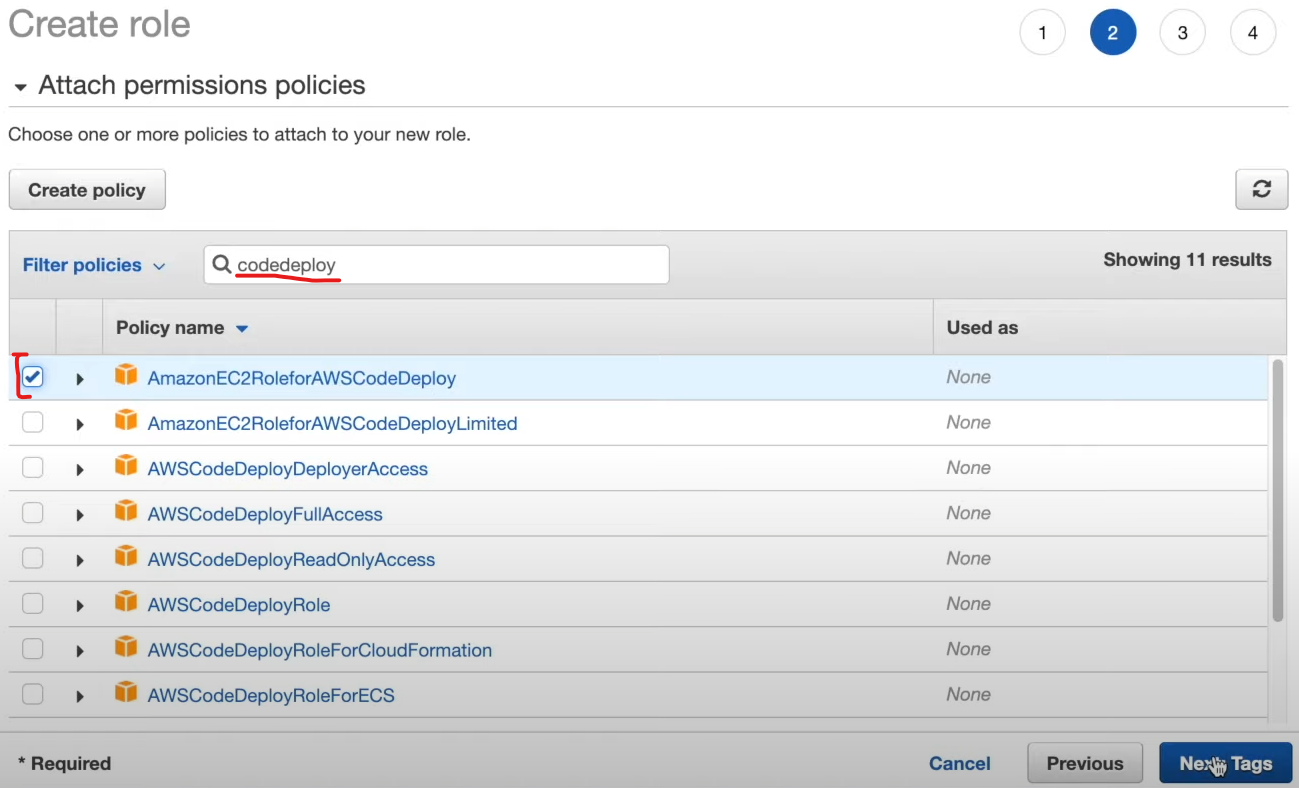 Create role
1 2 3 4
Attach permissions policies
Choose one or more policies to attach to your new role.
Create policy
Filter policies
codedeploy
Showing 11 results
Policy name
Used as
AmazonEC2RoleforAWSCodeDeploy None
AmazonEC2RoleforAWSCodeDeployLimited None
AWSCodeDeployDeployerAccess None
AWSCodeDeployFullAccess None
AWSCodeDeployReadOnlyAccess None
AWSCodeDeployRole None
AWSCodeDeployRoleForCloudFormation None
AWSCodeDeployRoleForECS None
* Required
Cancel
Previous
Next: Tags